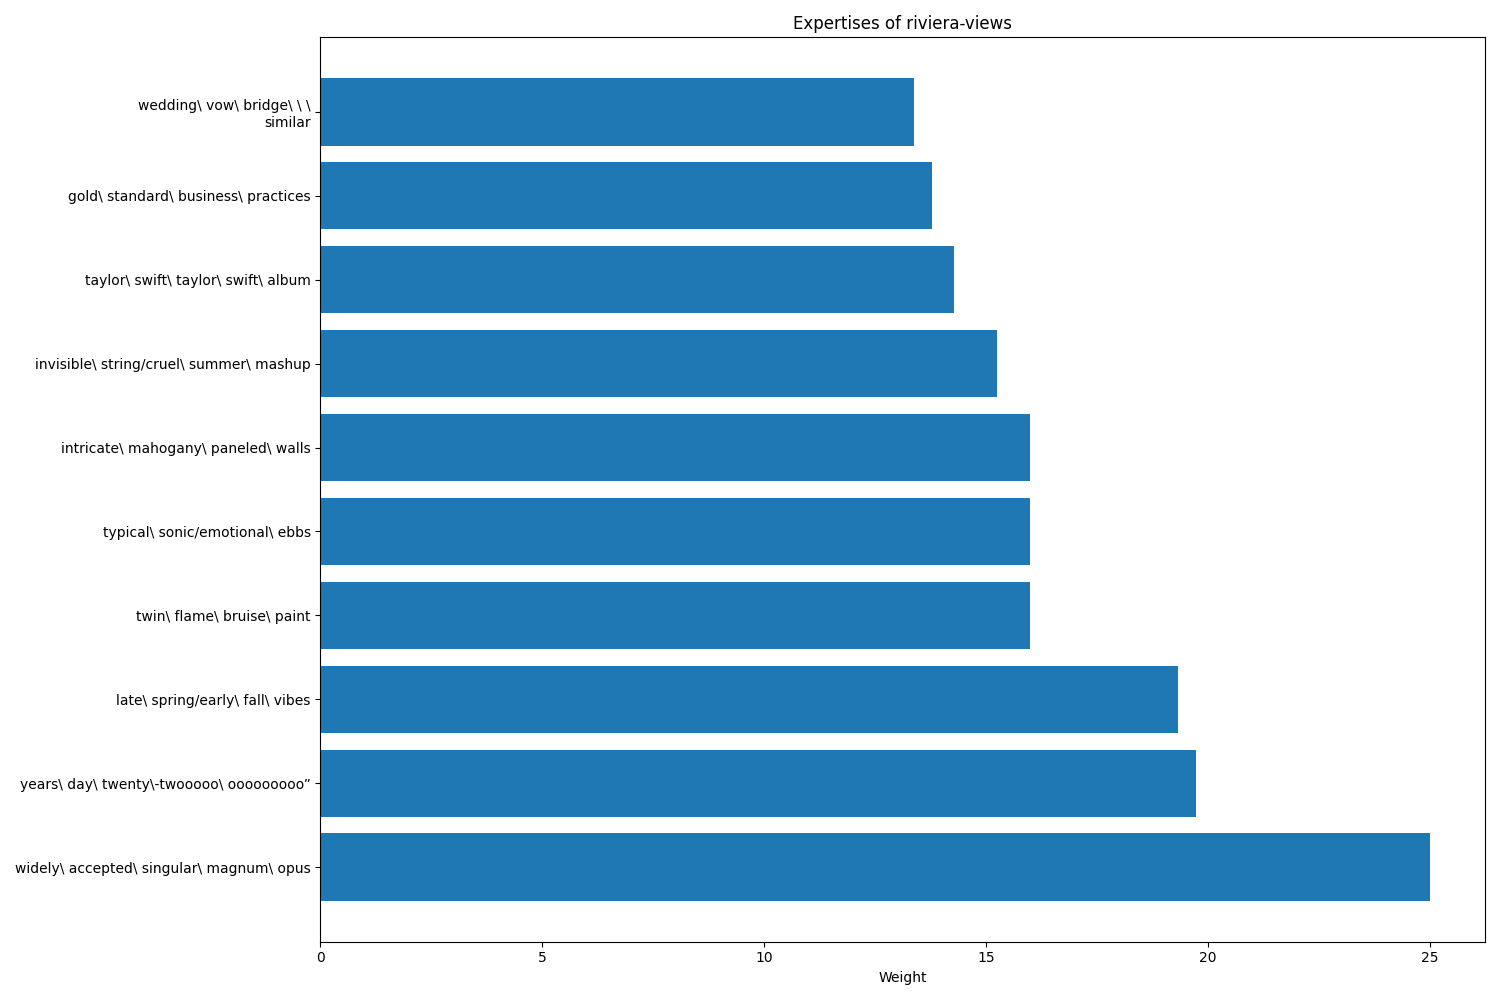 Expertises of riviera-views
wedding\ vow\ bridge\ \ \
similar
gold\ standard\ business\ practices
taylor\ swift\ taylor\ swift\ album
invisible\ string/cruel\ summer\ mashup
intricate\ mahogany\ paneled\ walls
typical\ sonic/emotional\ ebbs
twin\ flame\ bruise\ paint
late\ spring/early\ fall\ vibes
years\ day\ twenty\-twooooo\ ooooooooo”
widely\ accepted\ singular\ magnum\ opus
0 5 10 15 20 25
Weight